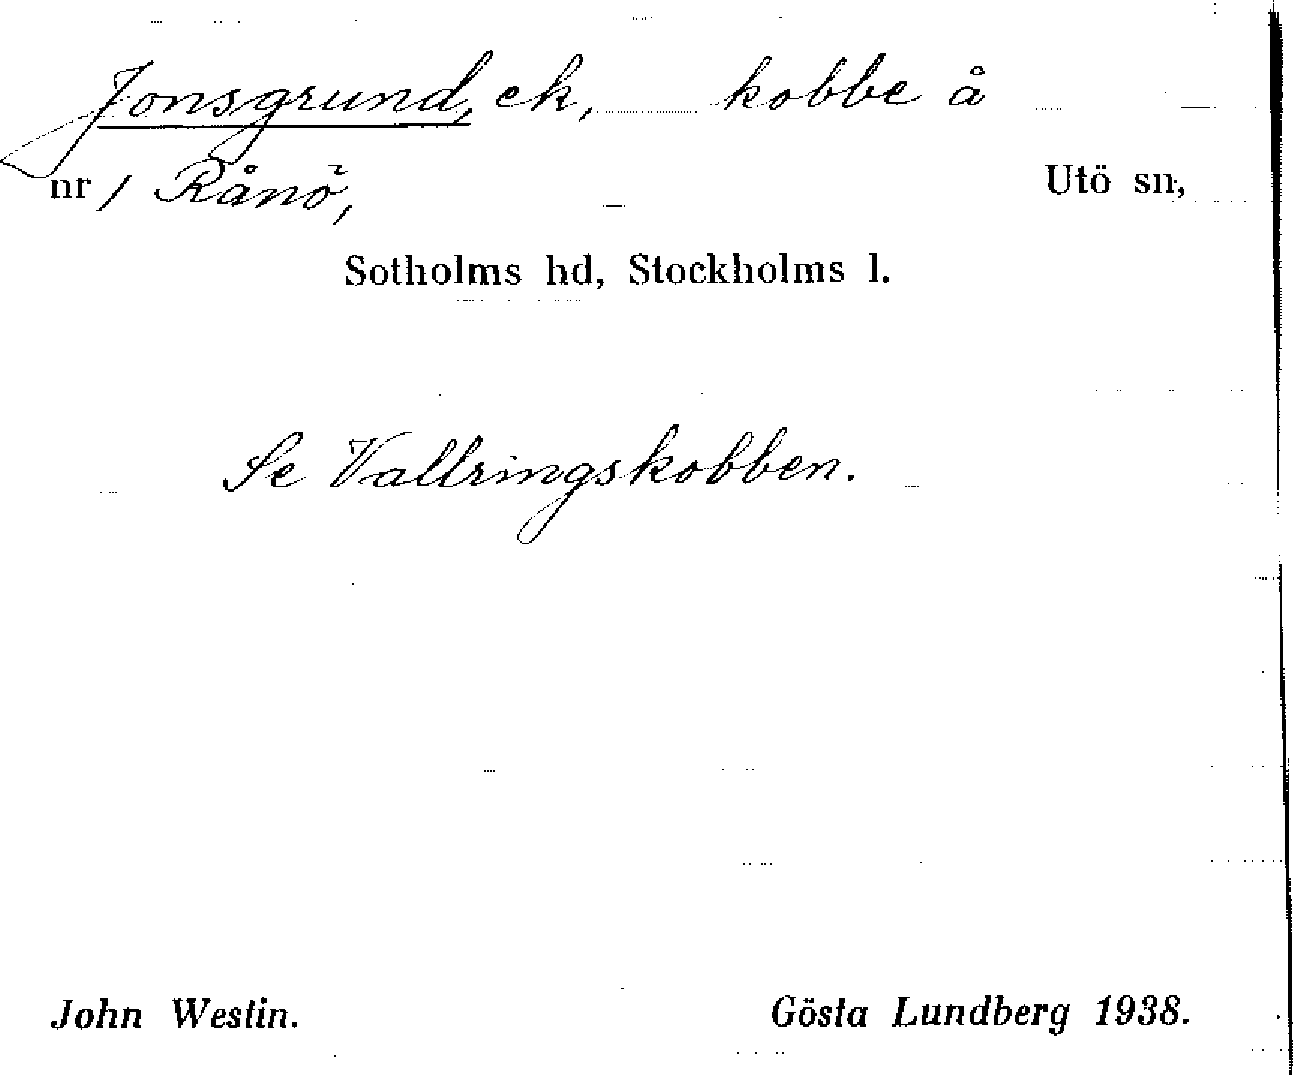 Jonsgrund, ek, kobbe å
nr 1 Rånö, Utö sn,
Sotholms hd, Stockholms l.
Se Vallringskobben.
John Westin. Gösta Lundberg 1938.